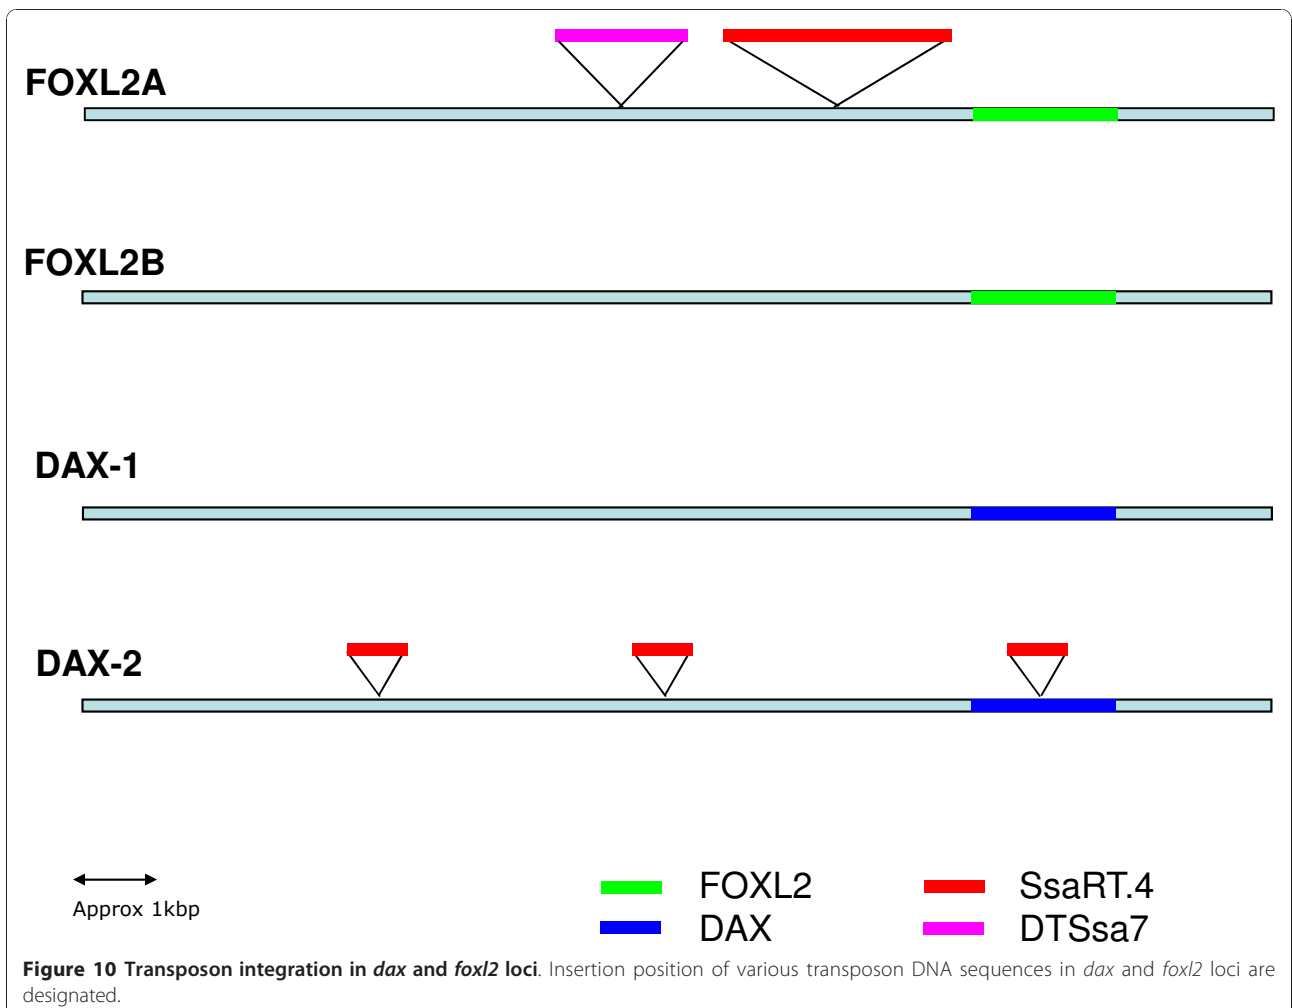 FOXL2A
FOXL2B
DAX-1
DAX-2
Approx 1kbp
FOXL2
SsaRT.4
DAX
DTSsa7
Figure 10 Transposon integration in dax and foxl2 loci. Insertion position of various transposon DNA sequences in dax and foxl2 loci are
designated.